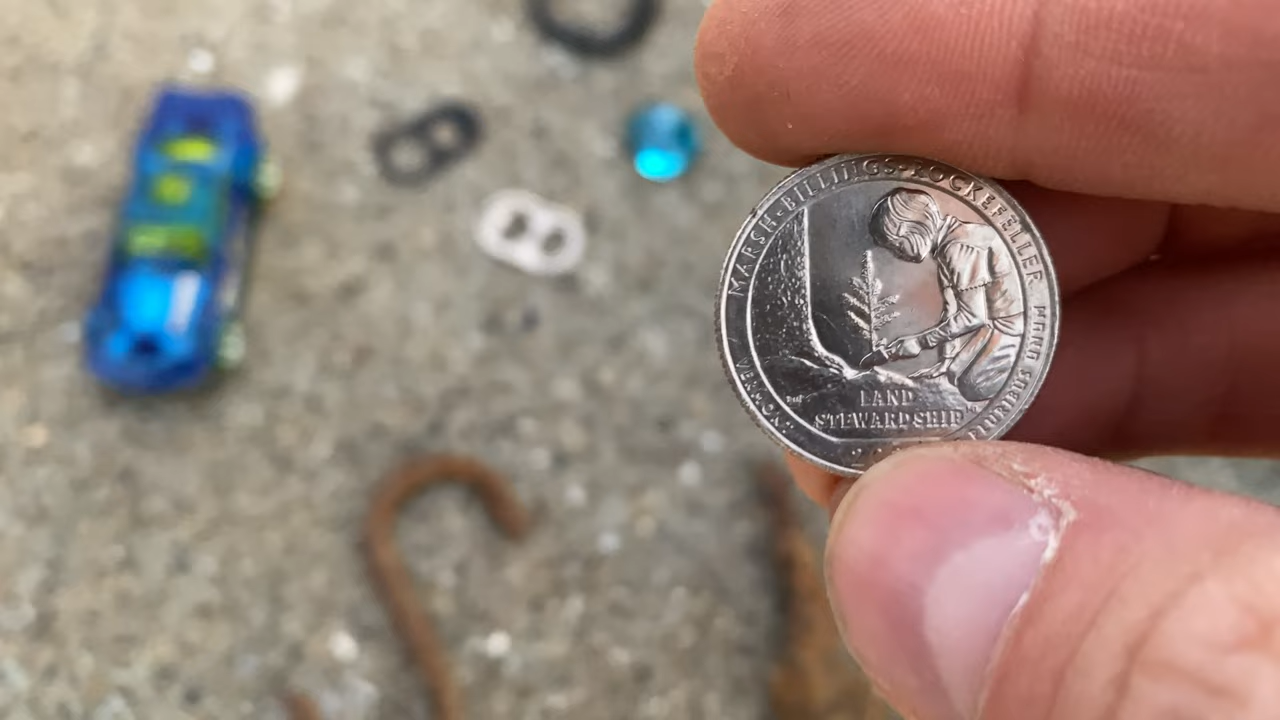 MARSH-BILLINGS-ROCKEFELLER
VERMONT
LAND
STEWARDSHIP
PLURIBUS